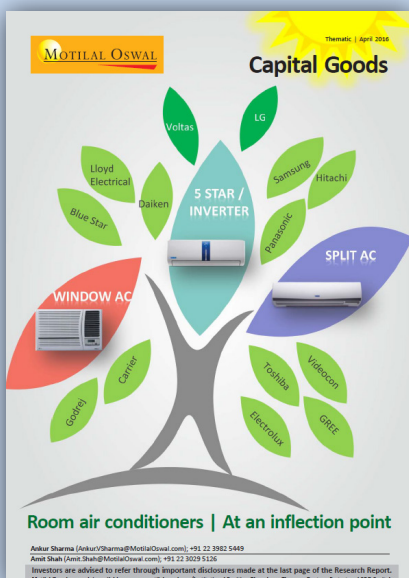 Thematic | April 2016
MOTILAL OSWAL
Capital Goods
Voltas
LG
Lloyd
Electrical
Daiken
Blue Star
5 STAR /
INVERTER
Samsung
Hitachi
Panasonic
SPLIT AC
WINDOW AC
Godrej
Carrier
Toshiba
Videocon
Electrolux
GREE
Room air conditioners | At an inflection point
Ankur Sharma (Ankur.VSharma@MotilalOswal.com); +91 22 3982 5449
Amit Shah (Amit.Shah@MotilalOswal.com); +91 22 3029 5126
Investors are advised to refer through important disclosures made at the last page of the Research Report.